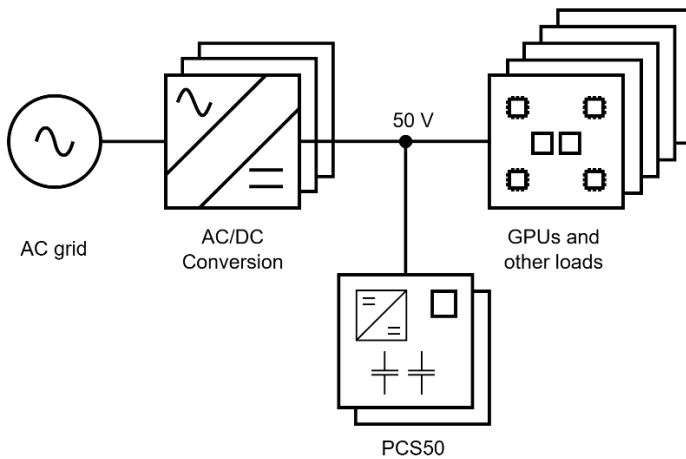 50 V
AC grid
AC/DC
Conversion
GPUs and
other loads
PCS50